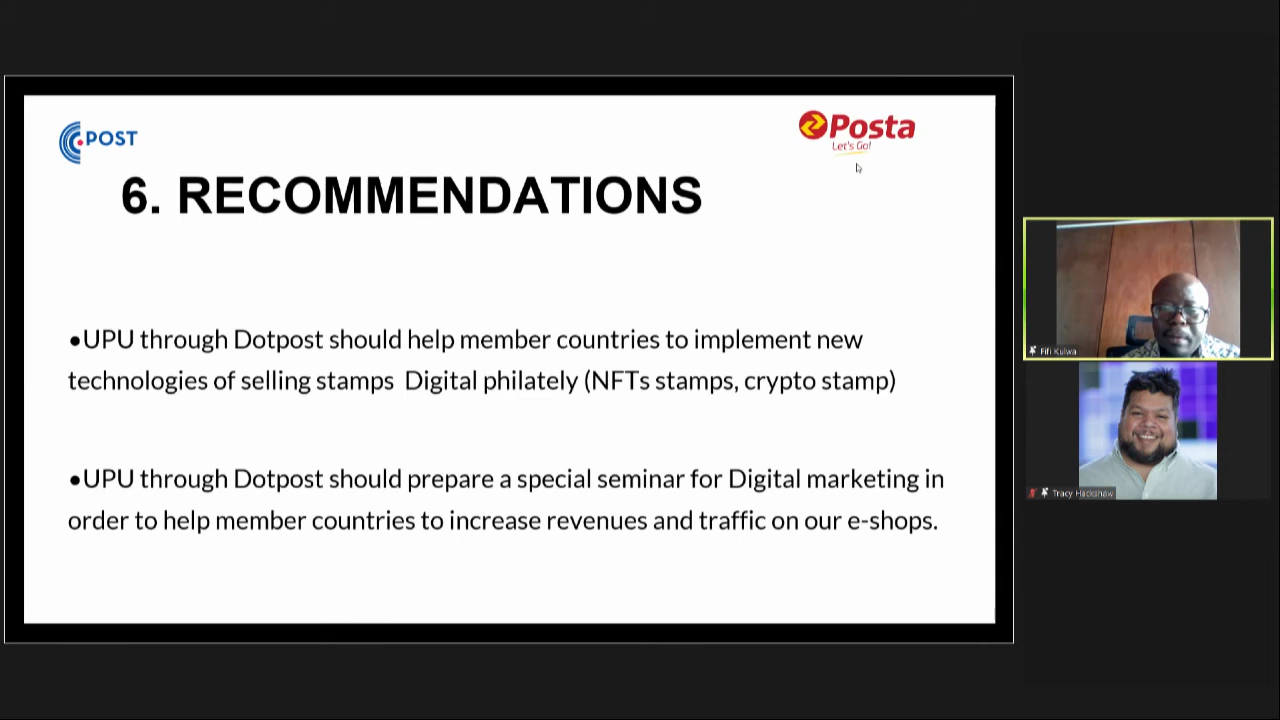 .POST
Posta
Let's Go!
6. RECOMMENDATIONS
•UPU through Dotpost should help member countries to implement new
technologies of selling stamps  Digital philately (NFTs stamps, crypto stamp)
•UPU through Dotpost should prepare a special seminar for Digital marketing in
order to help member countries to increase revenues and traffic on our e-shops.
Fifi Kulwa
Tracy Hackshaw